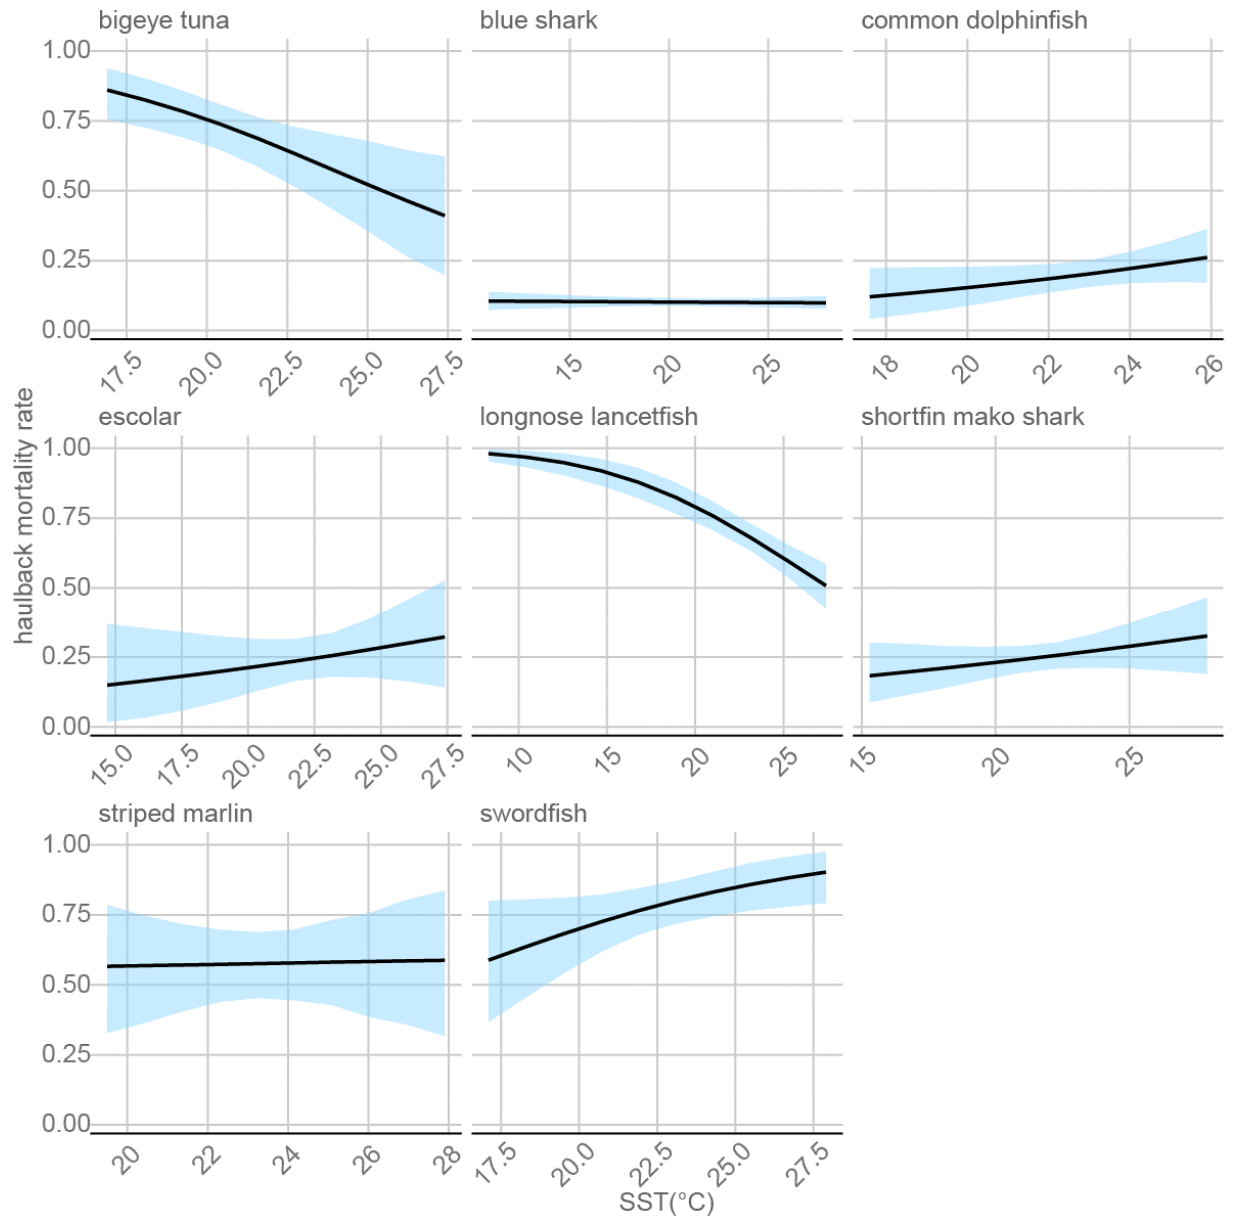 bigeye tuna
blue shark
common dolphinfish
1.00
0.75
0.50
0.25
0.00
17.5 20.0 22.5 25.0 27.5
15 20 25
18 20 22 24 26
haulback mortality rate
escolar
longnose lancetfish
shortfin mako shark
1.00
0.75
0.50
0.25
0.00
15.0 17.5 20.0 22.5 25.0 27.5
10 15 20 25
15 20 25
striped marlin
swordfish
1.00
0.75
0.50
0.25
0.00
20 22 24 26 28
17.5 20.0 22.5 25.0 27.5
SST(°C)